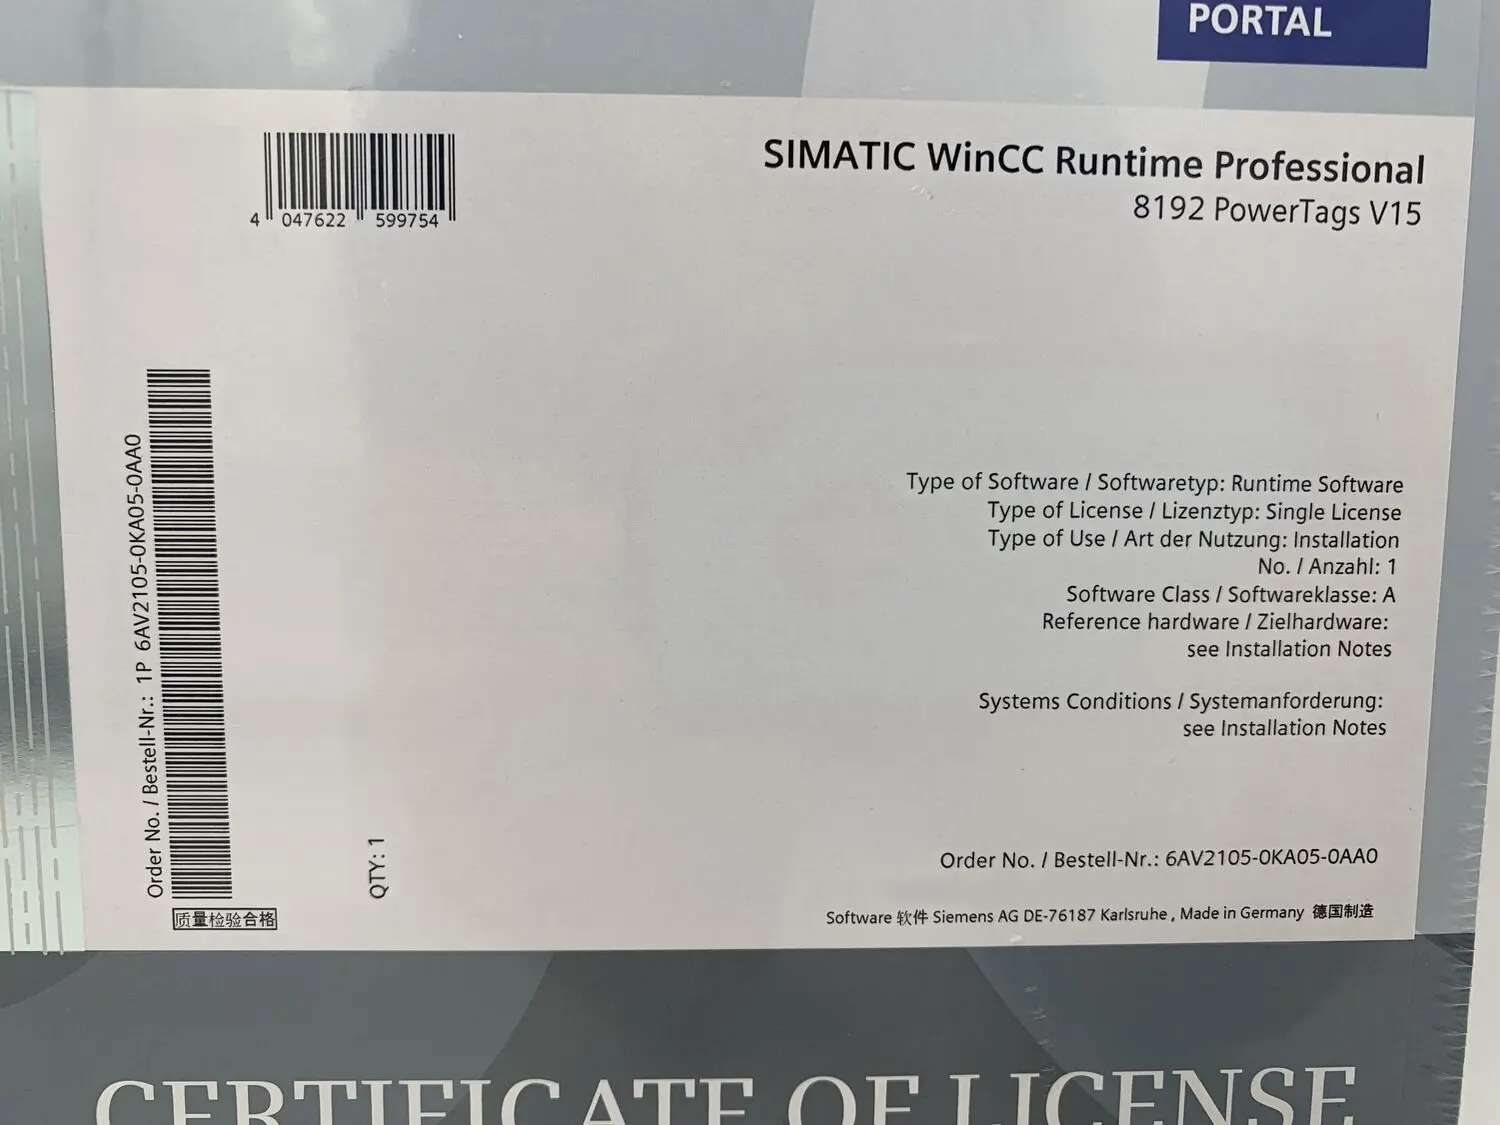 PORTAL
SIMATIC WinCC Runtime Professional
8192 PowerTags V15
4 047622 599754
Type of Software / Softwaretyp: Runtime Software
Type of License / Lizenztyp: Single License
Type of Use / Art der Nutzung: Installation
No. / Anzahl: 1
Software Class / Softwareklasse: A
Reference hardware / Zielhardware:
see Installation Notes
Systems Conditions / Systemanforderung:
see Installation Notes
Order No. / Bestell-Nr.: 1P 6AV2105-0KA05-0AA0
QTY: 1
Order No. / Bestell-Nr.: 6AV2105-0KA05-0AA0
质量检验合格
Software 软件 Siemens AG DE-76187 Karlsruhe , Made in Germany 德国制造
CERTIFICATE OF LICENSE